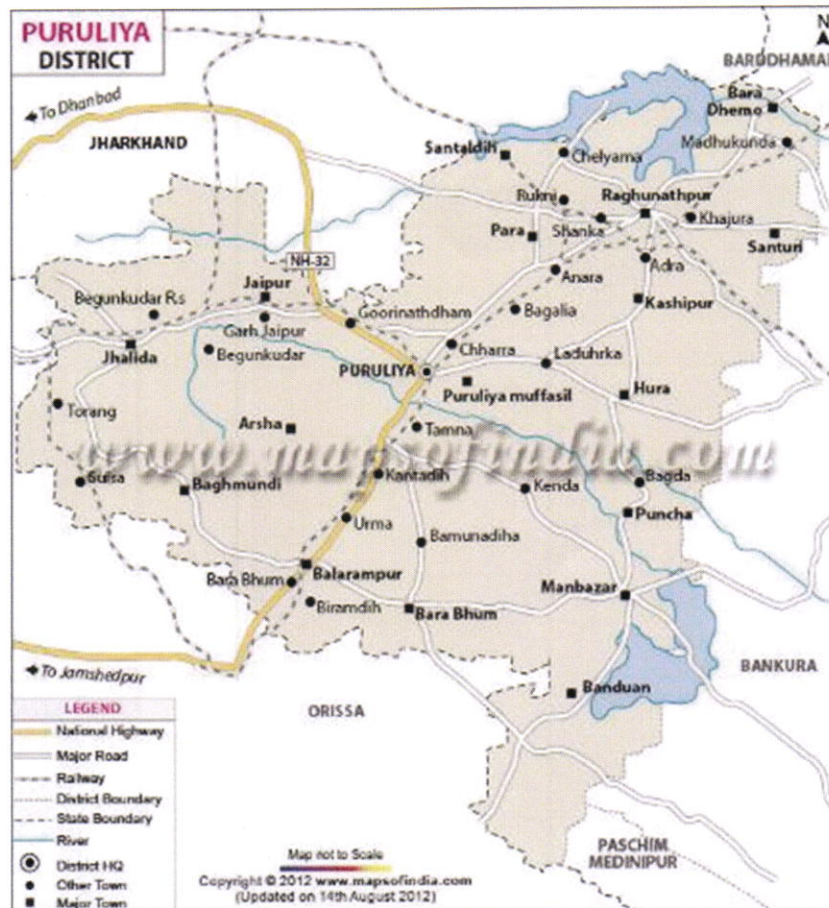 PURULIYA
DISTRICT
N
BARDDHAMAN
To Dhanbad
JHARKHAND
Bara
Dhemo
Santaldih
Chelyama
Madhukunda
Rukni
Raghunathpur
Shanka
Khajura
Para
Santuri
NH-32
Anara
Adra
Jaipur
Begunkudar R.s
Goorinathdham
Bagalia
Kashipur
Garh Jaipur
Jhalida
Begunkudar
Chharra
Laduhrka
PURULIYA
Puruliya muffasil
Hura
Torang
Arsha
Tamna
www.mapsofindia.com
Suisa
Baghmundi
Kantadih
Kenda
Bagda
Puncha
Urma
Bamunadiha
Bara Bhum
Balarampur
Manbazar
Biramdih
Bara Bhum
To Jamshedpur
BANKURA
Banduan
ORISSA
LEGEND
National Highway
Major Road
Railway
District Boundary
State Boundary
River
District HQ
Other Town
Major Town
PASCHIM
MEDINIPUR
Map not to Scale
Copyright © 2012 www.mapsofindia.com
(Updated on 14th August 2012)